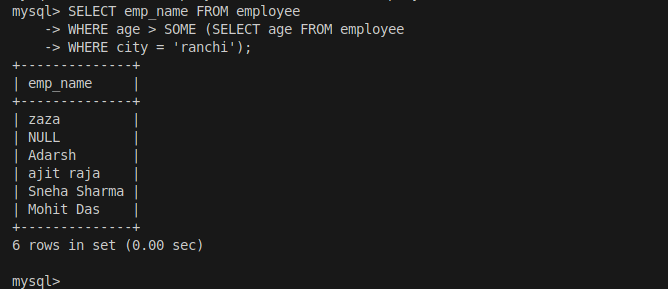 mysql> SELECT emp_name FROM employee
    -> WHERE age > SOME (SELECT age FROM employee
    -> WHERE city = 'ranchi');
+--------------+
| emp_name     |
+--------------+
| zaza         |
| NULL         |
| Adarsh       |
| ajit raja    |
| Sneha Sharma |
| Mohit Das    |
+--------------+
6 rows in set (0.00 sec)

mysql>